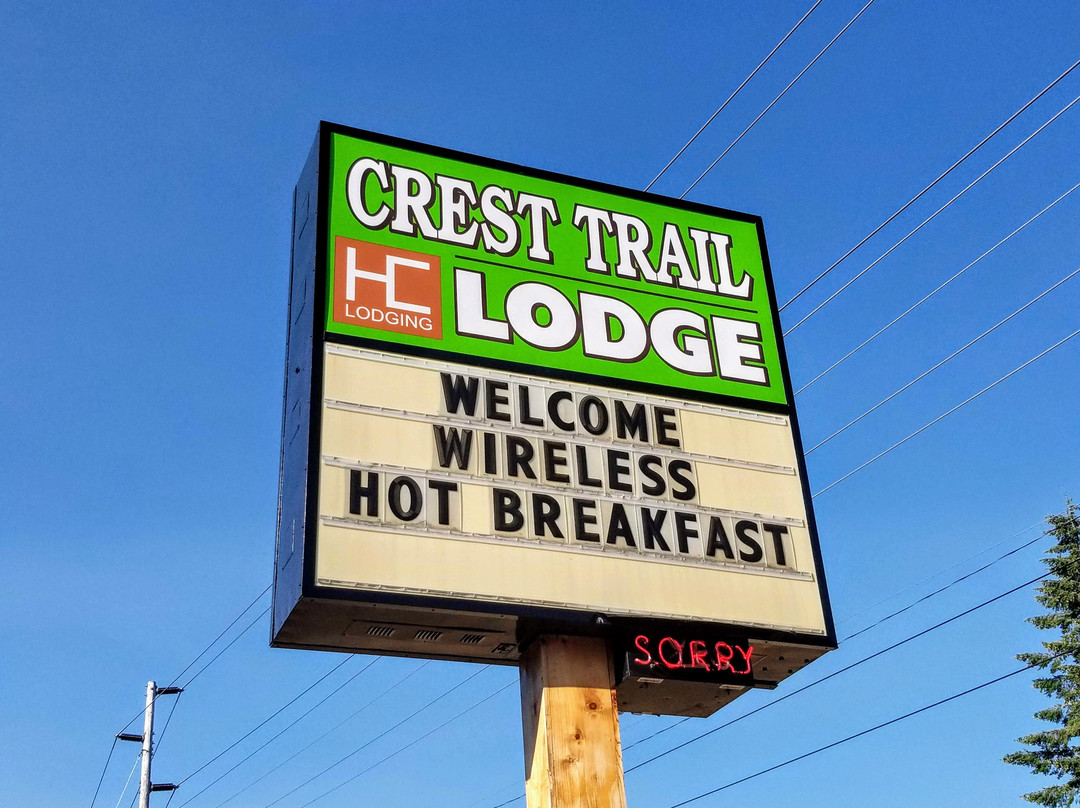 CREST TRAIL
HC
LODGING
LODGE
WELCOME
WIRELESS
HOT BREAKFAST
SORRY